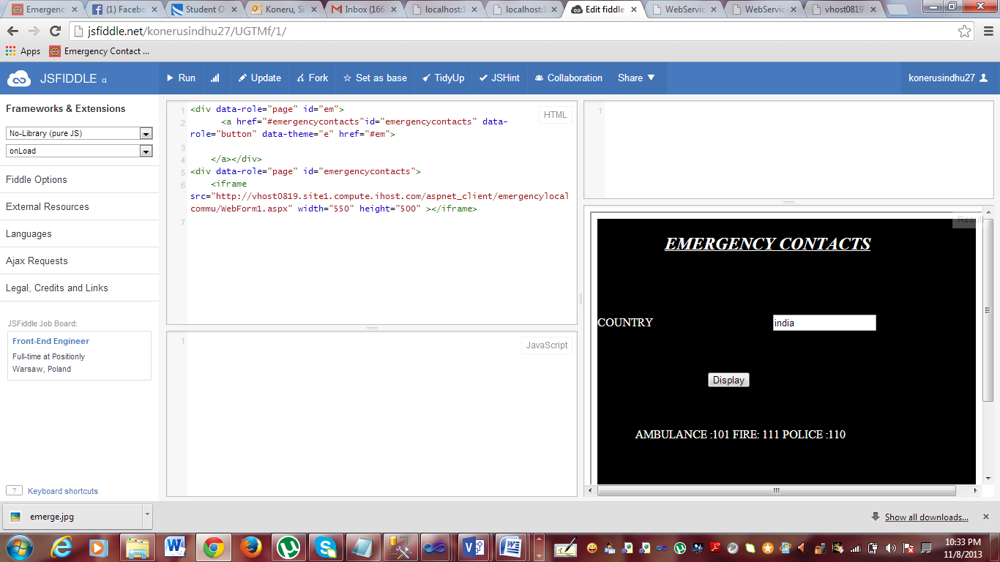 Emergenc
(1) Facebo
Student O
Koneru, Si
Inbox (166
localhost:1
localhost:1
Edit fiddle
WebServic
WebServic
vhost0819
jsfiddle.net/konerusindhu27/UGTMf/1/
Apps Emergency Contact ...
JSFIDDLE α
Run Update Fork Set as base TidyUp JSHint Collaboration Share konerusindhu27
Frameworks & Extensions
No-Library (pure JS)
onLoad
Fiddle Options
External Resources
Languages
Ajax Requests
Legal, Credits and Links
JSFiddle Job Board:
Front-End Engineer
Full-time at Positionly
Warsaw, Poland
? Keyboard shortcuts
HTML
1 <div data-role="page" id="em">
2 <a href="#emergencycontacts"id="emergencycontacts" data-
role="button" data-theme="e" href="#em">
3
4 </a></div>
5 <div data-role="page" id="emergencycontacts">
6 <iframe
src="http://vhost0819.site1.compute.ihost.com/aspnet_client/emergencylocal
commu/WebForm1.aspx" width="550" height="500" ></iframe>
7
1
JavaScript
1
Result
EMERGENCY CONTACTS
COUNTRY india
Display
AMBULANCE :101 FIRE: 111 POLICE :110
emerge.jpg
Show all downloads...
10:33 PM
11/8/2013